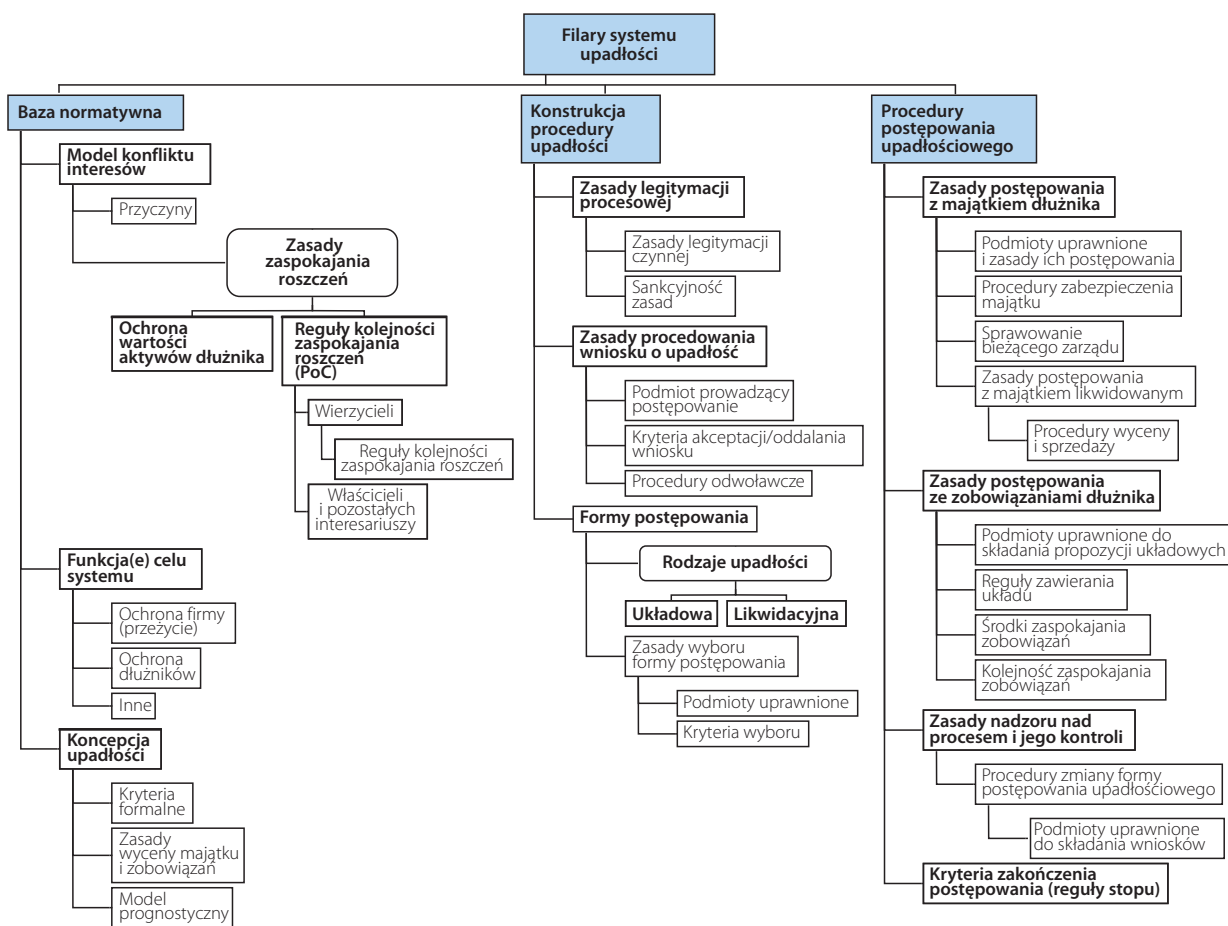 Filary systemu
upadłości
Baza normatywna
Model konfliktu
interesów
Przyczyny
Zasady
zaspokajania
roszczeń
Ochrona
wartości
aktywów dłużnika
Reguły kolejności
zaspokajania
roszczeń
(PoC)
Wierzycieli
Reguły kolejności
zaspokajania roszczeń
Właścicieli
i pozostałych
interesariuszy
Funkcja(e) celu
systemu
Ochrona firmy
(przeżycie)
Ochrona
dłużników
Inne
Koncepcja
upadłości
Kryteria
formalne
Zasady
wyceny majątku
i zobowiązań
Model
prognostyczny
Konstrukcja
procedury
upadłości
Zasady legitymacji
procesowej
Zasady legitymacji
czynnej
Sankcyjność
zasad
Zasady procedowania
wniosku o upadłość
Podmiot prowadzący
postępowanie
Kryteria akceptacji/oddalania
wniosku
Procedury odwoławcze
Formy postępowania
Rodzaje upadłości
Układowa
Likwidacyjna
Zasady wyboru
formy postępowania
Podmioty uprawnione
Kryteria wyboru
Procedury
postępowania
upadłościowego
Zasady postępowania
z majątkiem dłużnika
Podmioty uprawnione
i zasady ich postępowania
Procedury zabezpieczenia
majątku
Sprawowanie
bieżącego zarządu
Zasady postępowania
z majątkiem likwidowanym
Procedury wyceny
i sprzedaży
Zasady postępowania
ze zobowiązaniami dłużnika
Podmioty uprawnione do
składania propozycji układowych
Reguły zawierania
układu
Środki zaspokajania
zobowiązań
Kolejność zaspokajania
zobowiązań
Zasady nadzoru nad
procesem i jego kontroli
Procedury zmiany formy
postępowania upadłościowego
Podmioty uprawnione
do składania wniosków
Kryteria zakończenia
postępowania (reguły stopu)